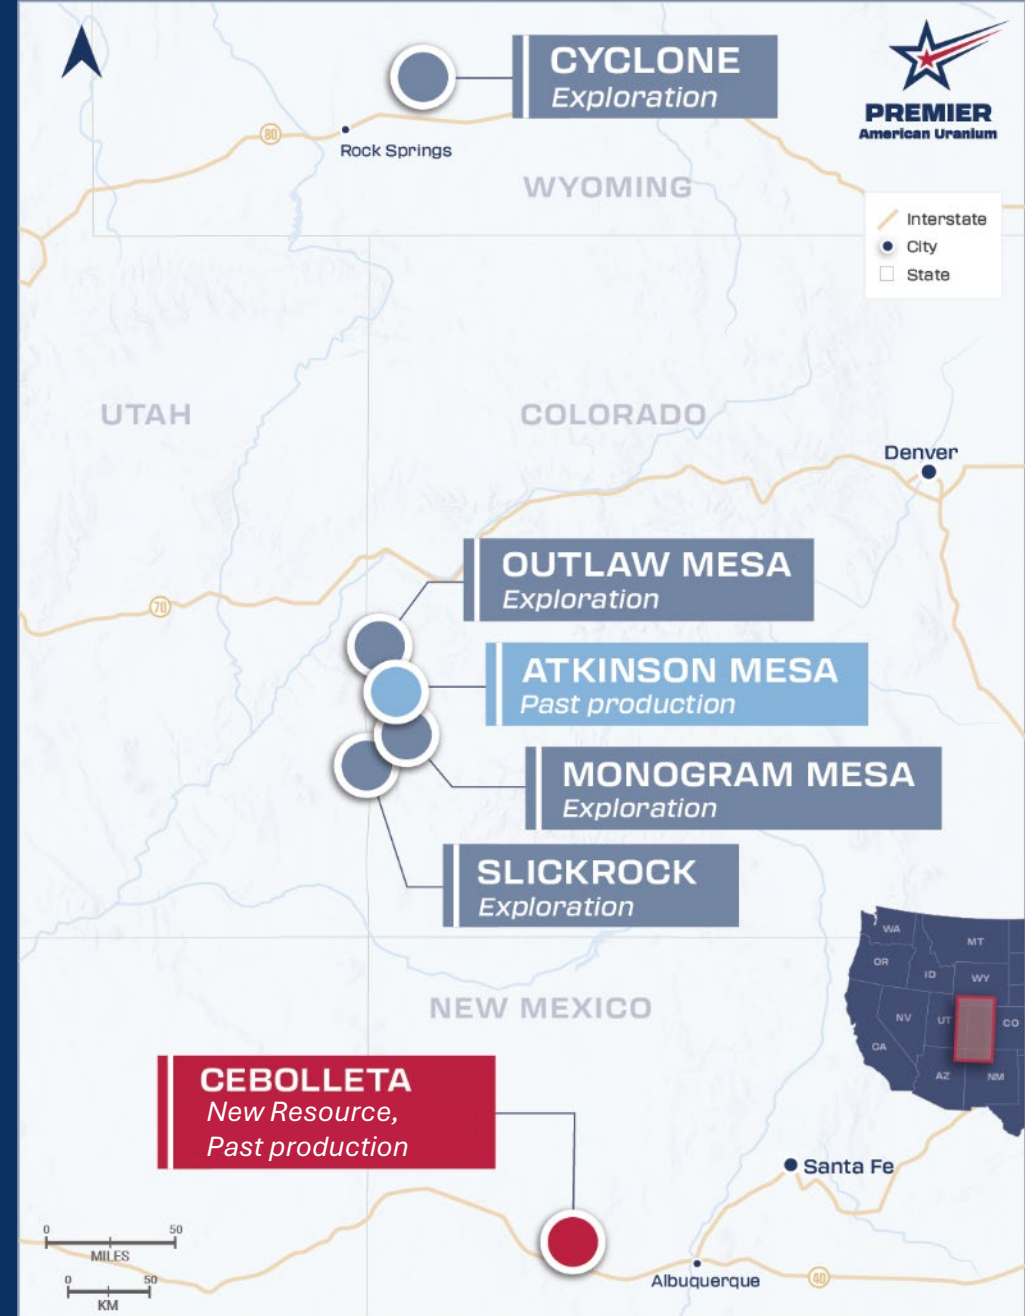 CYCLONE
Exploration
PREMIER
American Uranium
80
Rock Springs
WYOMING
Interstate
City
State
UTAH
COLORADO
Denver
OUTLAW MESA
Exploration
70
ATKINSON MESA
Past production
MONOGRAM MESA
Exploration
SLICKROCK
Exploration
WA
MT
OR
ID
WY
NV
UT
CO
CA
AZ
NM
NEW MEXICO
CEBOLLETA
New Resource,
Past production
Santa Fe
0 50
MILES
0 50
KM
Albuquerque
40